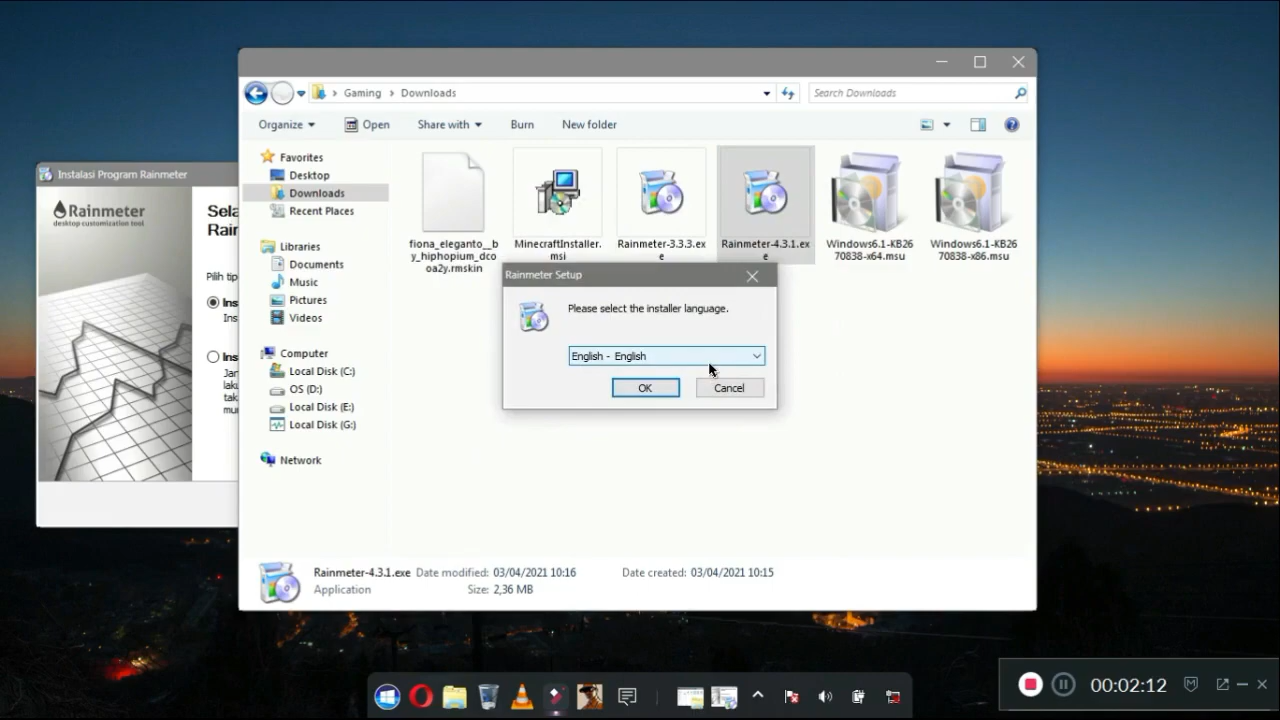 Gaming
Downloads
Search Downloads
Organize
Open
Share with
Burn
New folder
Favorites
Desktop
Downloads
Recent Places
Libraries
Documents
Music
Pictures
Videos
Computer
Local Disk (C:)
OS (D:)
Local Disk (E:)
Local Disk (G:)
Network
fiona_eleganto__b
y_hiphopium_dco
oa2y.rmskin
MinecraftInstaller.
msi
Rainmeter-3.3.3.ex
e
Rainmeter-4.3.1.ex
e
Windows6.1-KB26
70838-x64.msu
Windows6.1-KB26
70838-x86.msu
Instalasi Program Rainmeter
Rainmeter
desktop customization tool
Sela
Rain
Pilih tip
Ins
Ins
Ins
Jan
laku
tak
mu
Rainmeter Setup
Please select the installer language.
English - English
OK
Cancel
Rainmeter-4.3.1.exe Date modified: 03/04/2021 10:16 Date created: 03/04/2021 10:15
Application Size: 2,36 MB
00:02:12